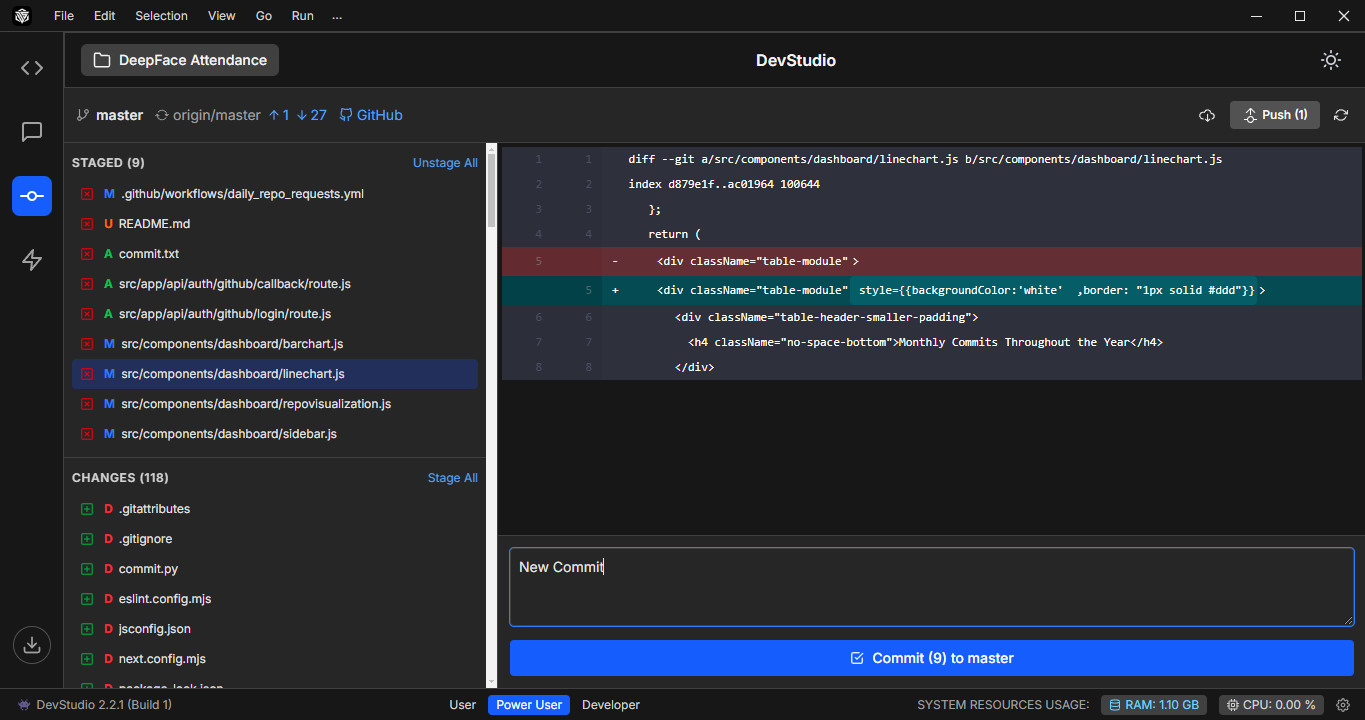 File Edit Selection View Go Run ...
DeepFace Attendance
DevStudio
master origin/master ↑1 ↓27 GitHub
Push (1)
STAGED (9) Unstage All
M .github/workflows/daily_repo_requests.yml
U README.md
A commit.txt
A src/app/api/auth/github/callback/route.js
A src/app/api/auth/github/login/route.js
M src/components/dashboard/barchart.js
M src/components/dashboard/linechart.js
M src/components/dashboard/repovisualization.js
M src/components/dashboard/sidebar.js
CHANGES (118) Stage All
D .gitattributes
D .gitignore
D commit.py
D eslint.config.mjs
D jsconfig.json
D next.config.mjs
D package-lock.json
1 1 diff --git a/src/components/dashboard/linechart.js b/src/components/dashboard/linechart.js
2 2 index d879e1f..ac01964 100644
3 3 };
4 4 return (
5 - <div className="table-module" >
5 + <div className="table-module" style={{backgroundColor:'white' ,border: "1px solid #ddd"}} >
6 6 <div className="table-header-smaller-padding">
7 7 <h4 className="no-space-bottom">Monthly Commits Throughout the Year</h4>
8 8 </div>
New Commit
Commit (9) to master
DevStudio 2.2.1 (Build 1)
User Power User Developer
SYSTEM RESOURCES USAGE: RAM: 1.10 GB CPU: 0.00 %